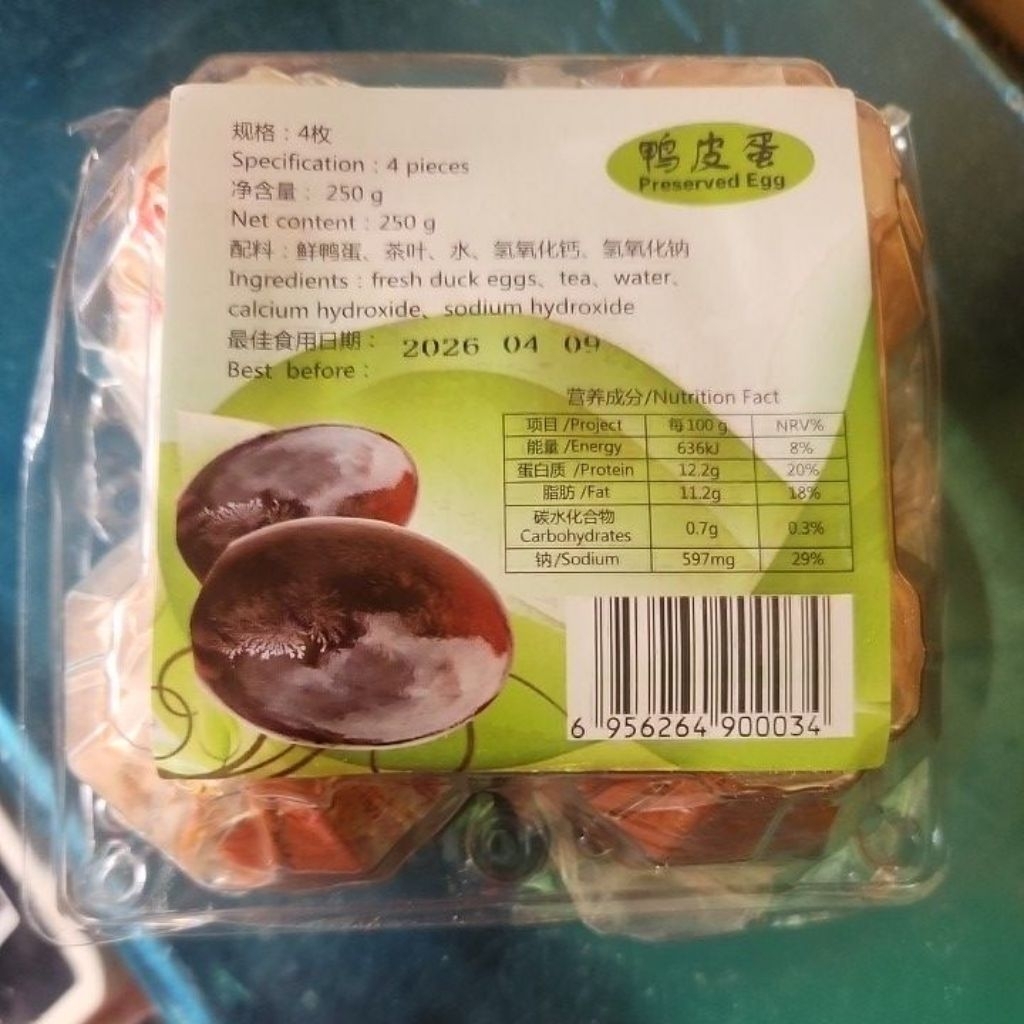 规格：4枚
Specification：4 pieces
净含量：250 g
Net content：250 g
配料：鲜鸭蛋、茶叶、水、氢氧化钙、氢氧化钠
Ingredients：fresh duck eggs、tea、water、
calcium hydroxide、sodium hydroxide
最佳食用日期：2026 04 09
Best before：
鸭皮蛋
Preserved Egg
营养成分/Nutrition Fact
项目/Project 每100 g NRV%
能量/Energy 636kJ 8%
蛋白质/Protein 12.2g 20%
脂肪/Fat 11.2g 18%
碳水化合物
Carbohydrates 0.7g 0.3%
钠/Sodium 597mg 29%
6 956264 900034